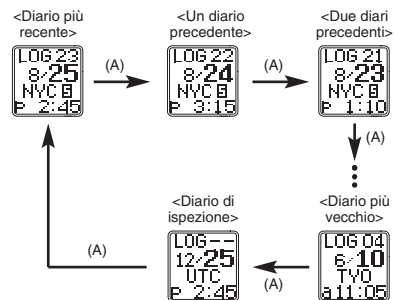 <Diario più
recente>
LOG 23
8/25
NYC S
P 2:45
(A)
<Un diario
precedente>
LOG 22
8/24
NYC S
P 3:15
(A)
<Due diari
precedenti>
LOG 21
8/23
NYC S
P 1:10
(A)
<Diario più
vecchio>
LOG 04
6/10
TYO
a11:05
(A)
<Diario di
ispezione>
LOG--
12/25
UTC
P 2:45
(A)